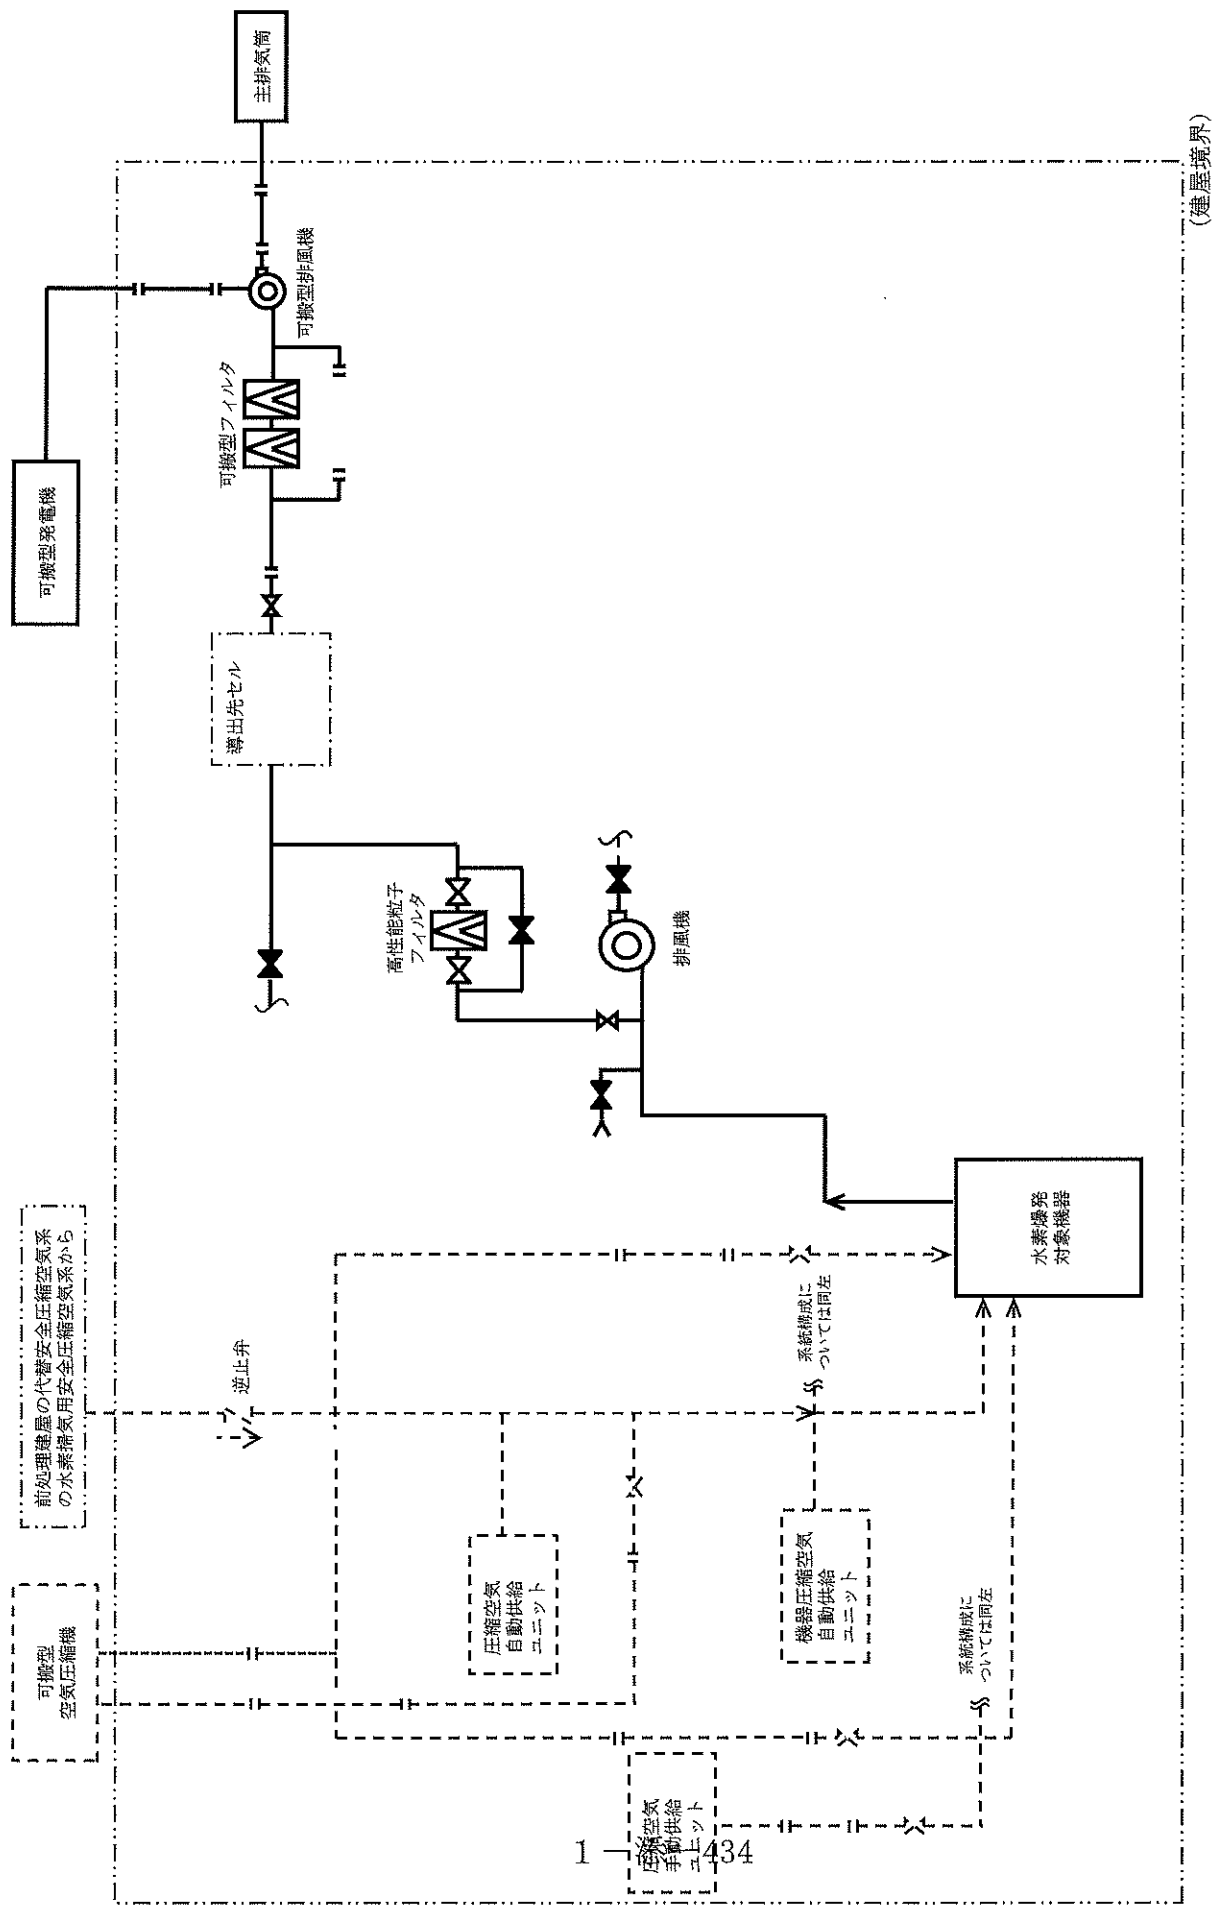 主排気筒
(建屋境界)
可搬型排風機
可搬型フィルタ
可搬型発電機
導出先セル
高性能粒子
フィルタ
排風機
水素爆発
対象機器
前処理建屋の代替安全圧縮空気系
の水素掃気用安全圧縮空気系から
逆止弁
系統構成に
ついては同左
圧縮空気
自動供給
ユニット
機器圧縮空気
自動供給
ユニット
可搬型
空気圧縮機
系統構成に
ついては同左
圧縮空気
手動供給
ユニット
1-添-434